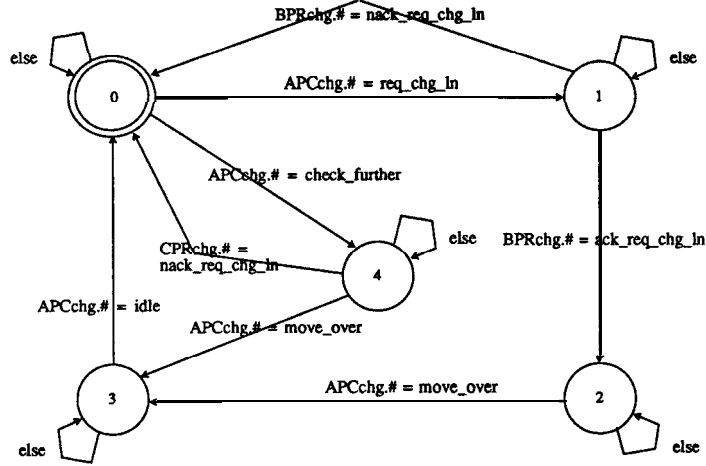 BPRchg.# = nack_req_chg_ln
else
else
0
APCchg.# = req_chg_ln
1
APCchg.# = check_further
BPRchg.# = ack_req_chg_ln
else
CPRchg.# =
nack_req_chg_ln
4
APCchg.# = idle
APCchg.# = move_over
3
APCchg.# = move_over
2
else
else